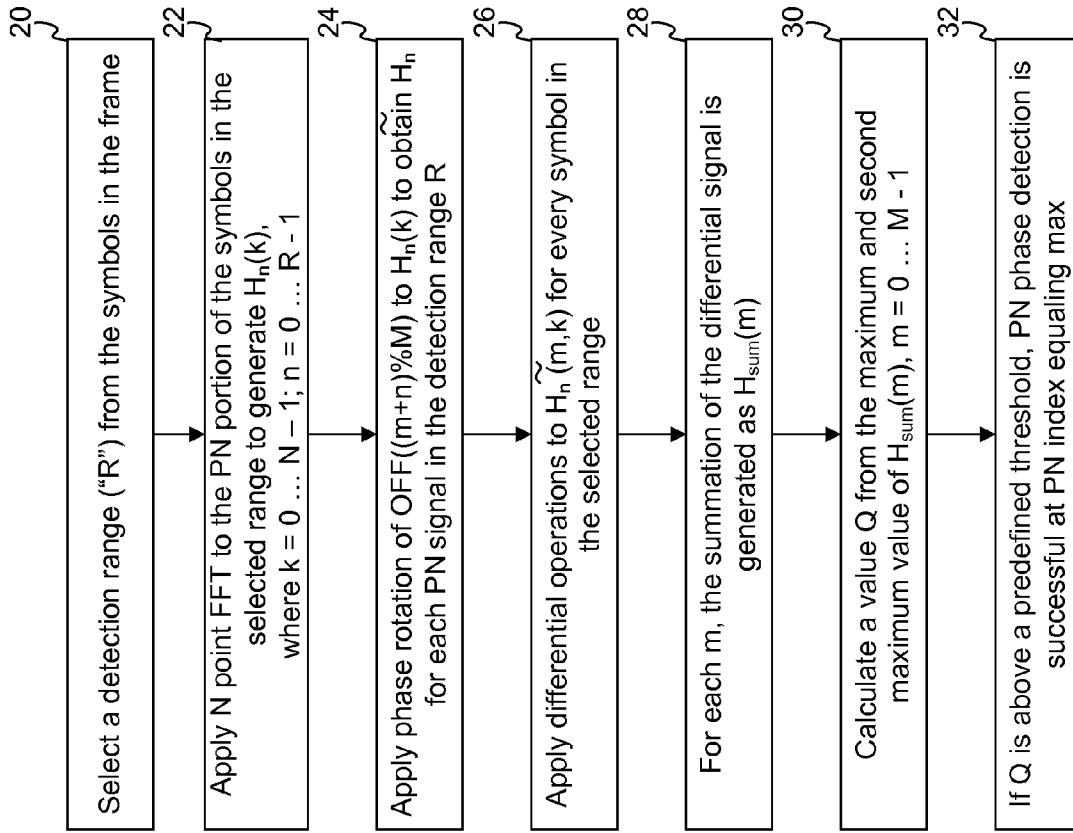 20
Select a detection range (“R”) from the symbols in the frame
22
Apply N point FFT to the PN portion of the symbols in the
selected range to generate Hₙ(k),
where k = 0 ... N – 1; n = 0 ... R - 1
24
Apply phase rotation of OFF((m+n)%M) to Hₙ(k) to obtain H̃ₙ
for each PN signal in the detection range R
26
Apply differential operations to H̃ₙ(m,k) for every symbol in
the selected range
28
For each m, the summation of the differential signal is
generated as Hsum(m)
30
Calculate a value Q from the maximum and second
maximum value of Hsum(m), m = 0 ... M - 1
32
If Q is above a predefined threshold, PN phase detection is
successful at PN index equaling max